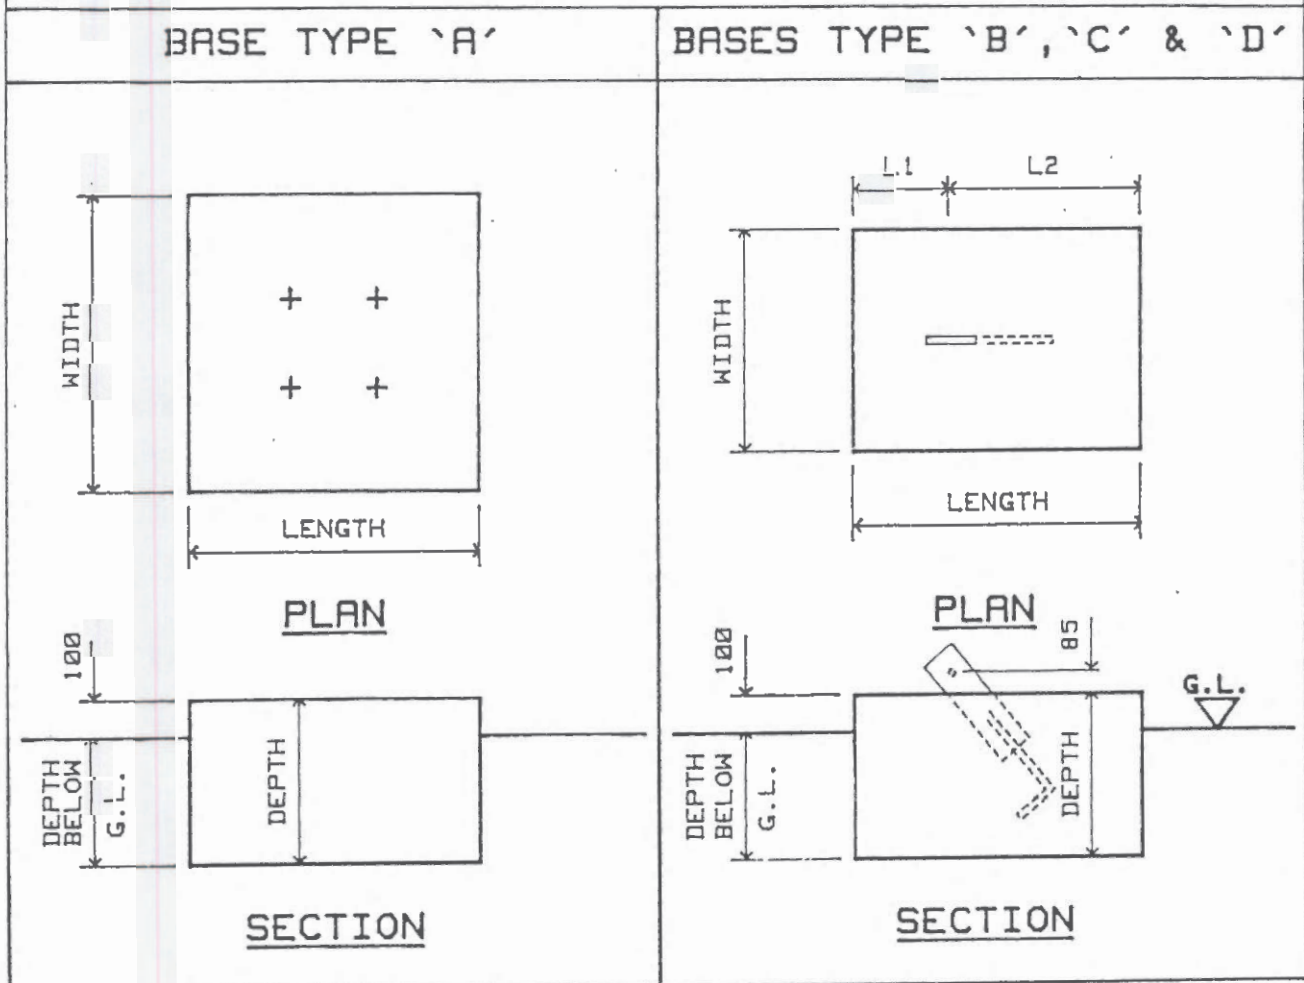 BASE TYPE `A´
BASES TYPE `B´, `C´ & `D´
WIDTH
LENGTH
PLAN
100
DEPTH
BELOW
G.L.
DEPTH
SECTION
L1
L2
WIDTH
LENGTH
PLAN
100
85
G.L.
DEPTH
BELOW
G.L.
DEPTH
SECTION